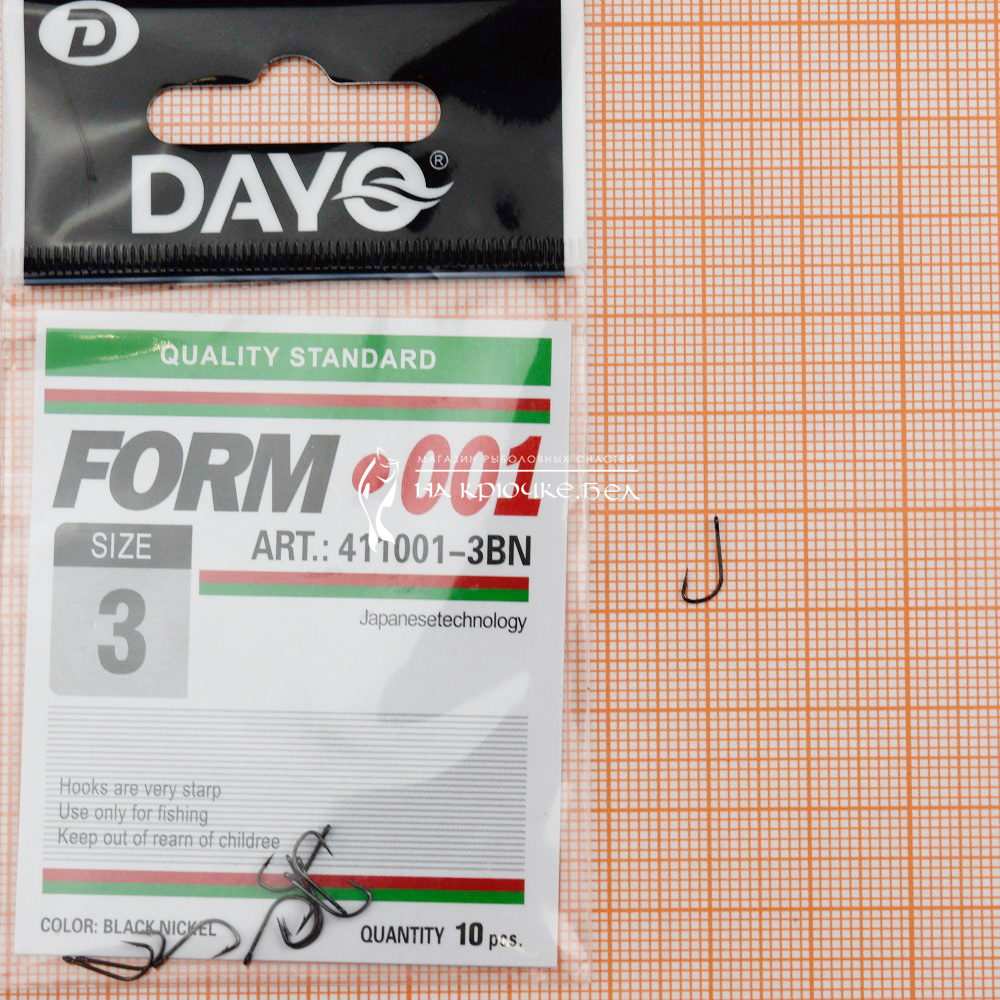 D
DAYO®
QUALITY STANDARD
FORM •001
МАГАЗИН РЫБОЛОВНЫХ СНАСТЕЙ
НА КРЮЧКЕ.БЕЛ
SIZE
3
ART.: 411001-3BN
Japanesetechnology
Hooks are very starp
Use only for fishing
Keep out of rearn of childree
COLOR: BLACK NICKEL
QUANTITY 10 pcs.